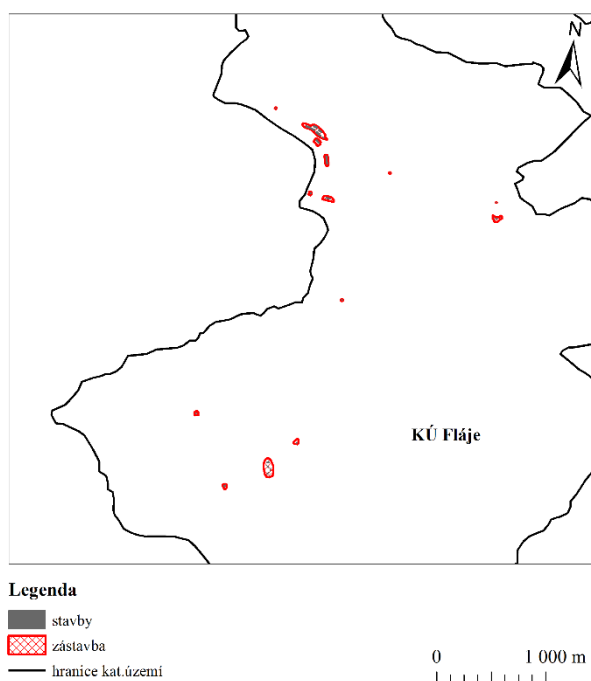 N
KÚ Fláje
Legenda
stavby
zástavba
hranice kat.území
0 1 000 m